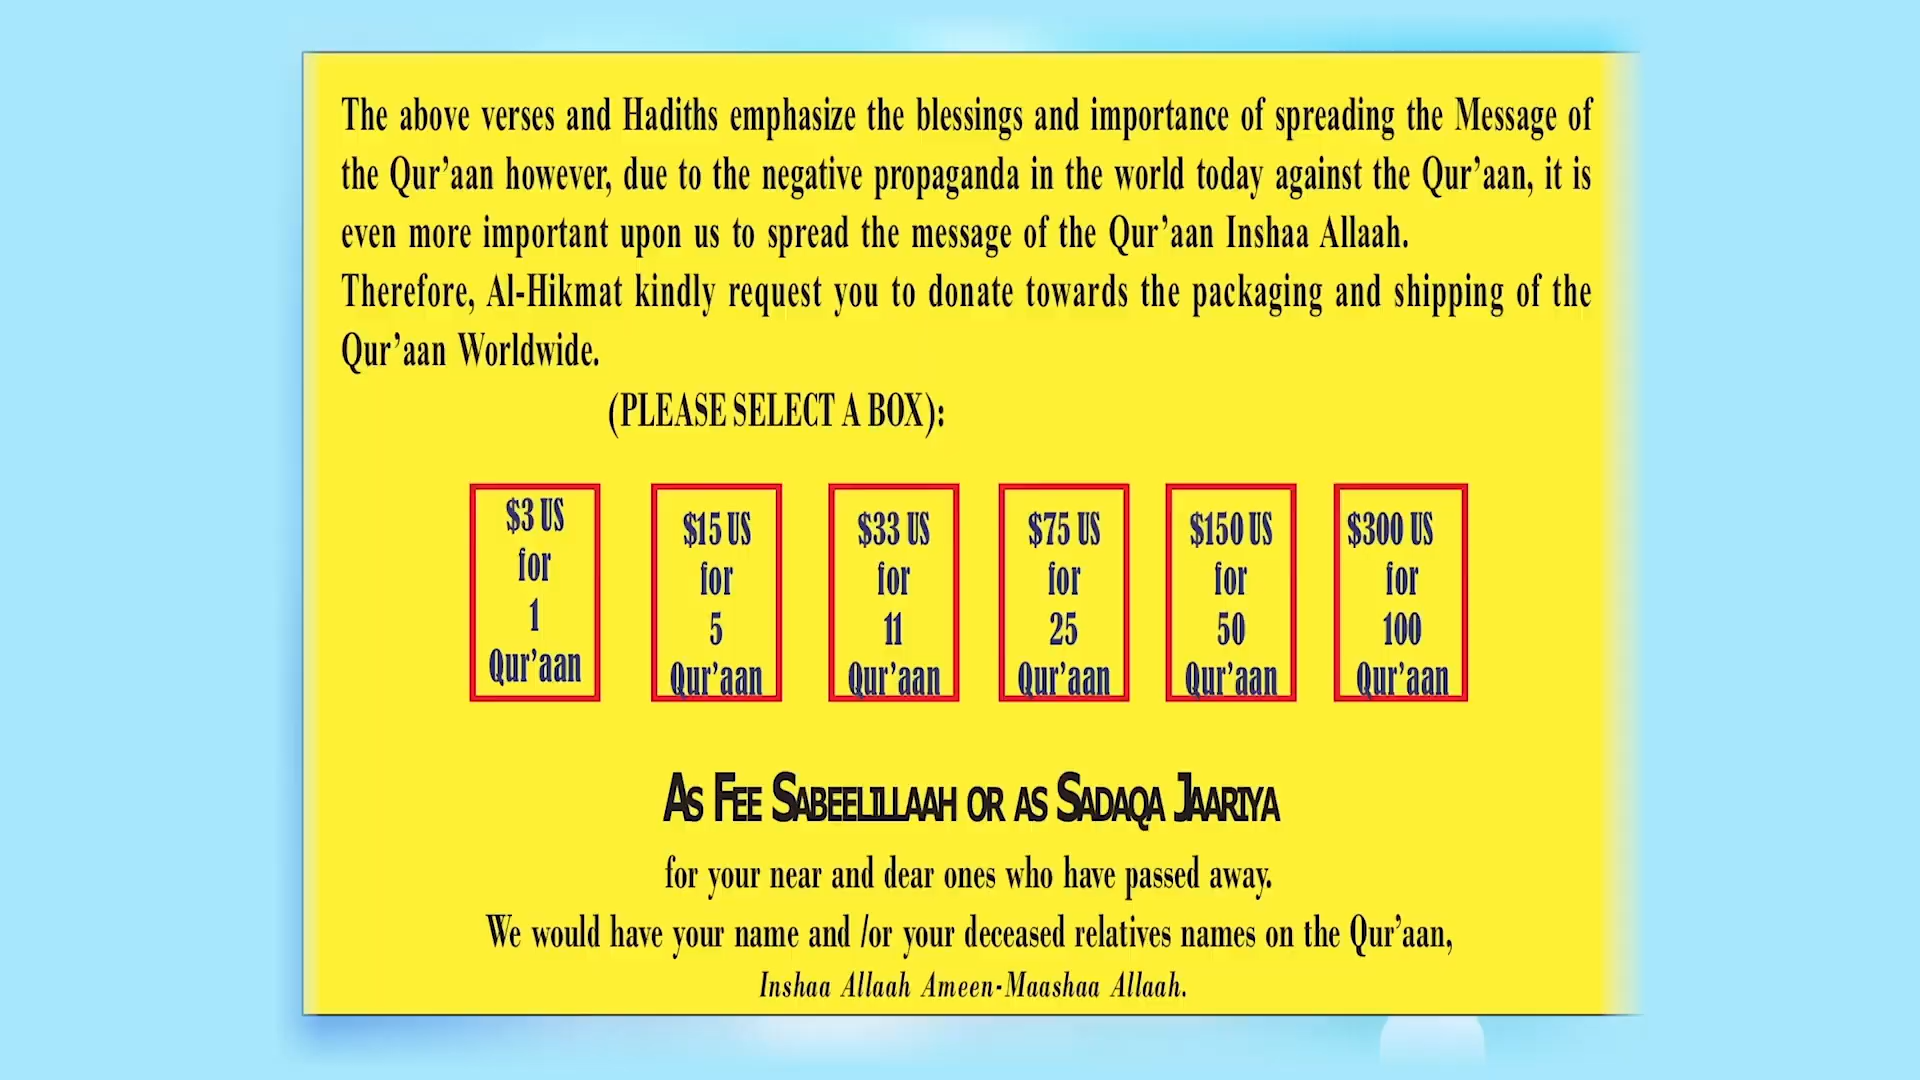 The above verses and Hadiths emphasize the blessings and importance of spreading the Message of
the Qur’aan however, due to the negative propaganda in the world today against the Qur’aan, it is
even more important upon us to spread the message of the Qur’aan Inshaa Allaah.
Therefore, Al-Hikmat kindly request you to donate towards the packaging and shipping of the
Qur’aan Worldwide.
(PLEASE SELECT A BOX):
$3 US
for
1
Qur’aan
$15 US
for
5
Qur’aan
$33 US
for
11
Qur’aan
$75 US
for
25
Qur’aan
$150 US
for
50
Qur’aan
$300 US
for
100
Qur’aan
AS FEE SABEELILLAAH OR AS SADAQA JAARIYA
for your near and dear ones who have passed away.
We would have your name and /or your deceased relatives names on the Qur’aan,
Inshaa Allaah Ameen-Maashaa Allaah.